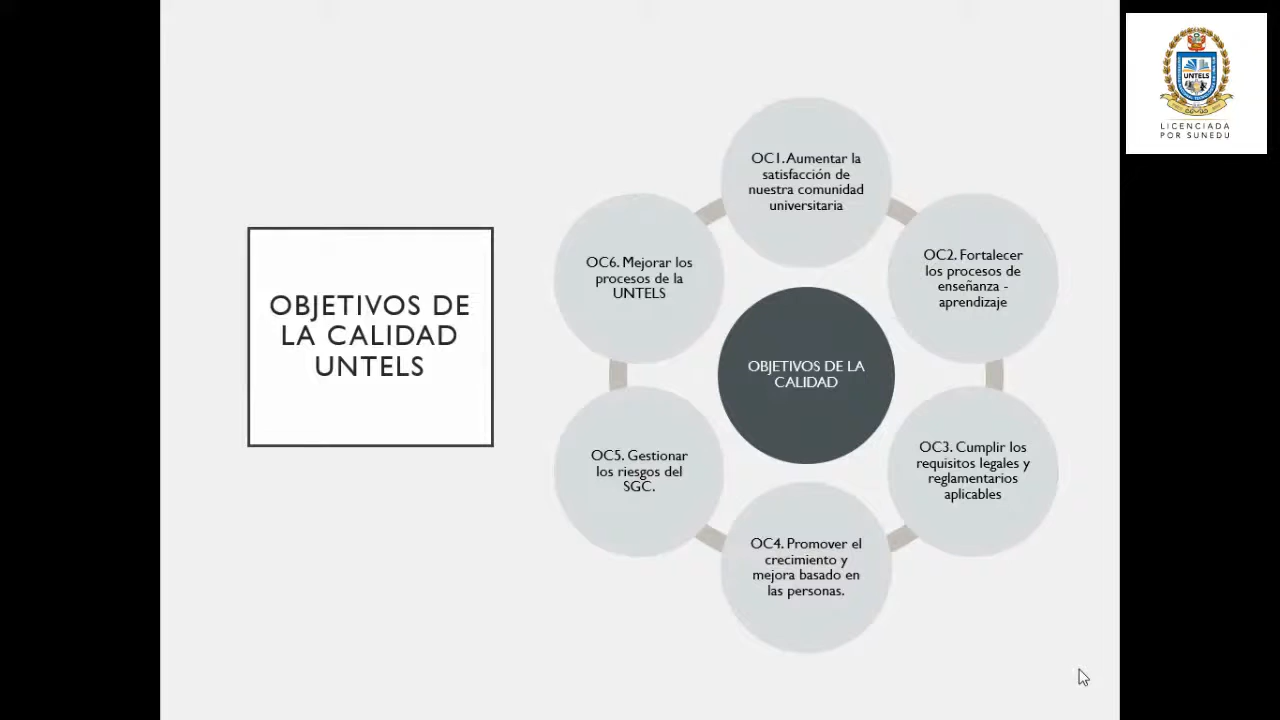 OBJETIVOS DE
LA CALIDAD
UNTELS
OC1. Aumentar la
satisfacción de
nuestra comunidad
universitaria
OC2. Fortalecer
los procesos de
enseñanza -
aprendizaje
OC3. Cumplir los
requisitos legales y
reglamentarios
aplicables
OC4. Promover el
crecimiento y
mejora basado en
las personas.
OC5. Gestionar
los riesgos del
SGC.
OC6. Mejorar los
procesos de la
UNTELS
OBJETIVOS DE LA
CALIDAD
UNTELS
LICENCIADA
POR SUNEDU